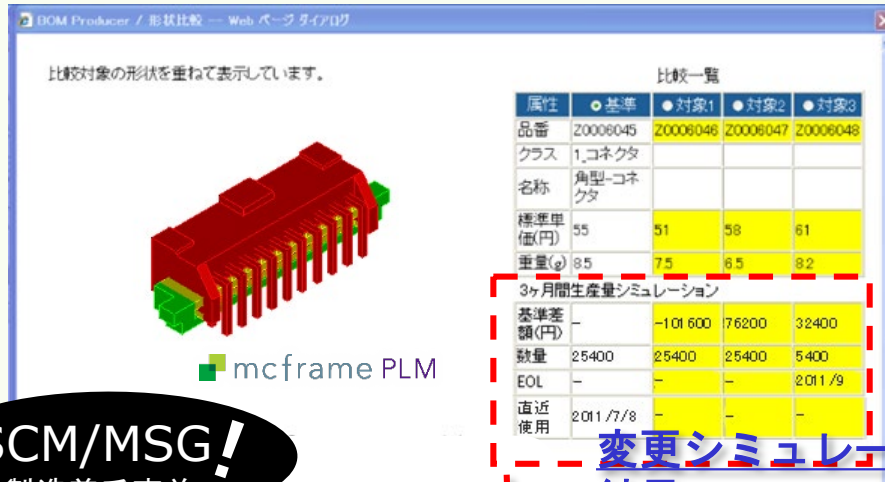 BOM Producer / 形状比較 -- Web ページ ダイアログ
比較対象の形状を重ねて表示しています。
比較一覧
属性 基準 対象1 対象2 対象3
品番 Z0006045 Z0006046 Z0006047 Z0006048
クラス 1_コネクタ
名称 角型-コネクタ
標準単価(円) 55 51 58 61
重量(g) 8.5 7.5 6.5 8.2
3ヶ月間生産量シミュレーション
基準差額(円) - -101600 76200 32400
数量 25400 25400 25400 5400
EOL - - - 2011/9
直近使用 2011/7/8 - - -
mcframe PLM
SCM/MSG!
変更シミュレー